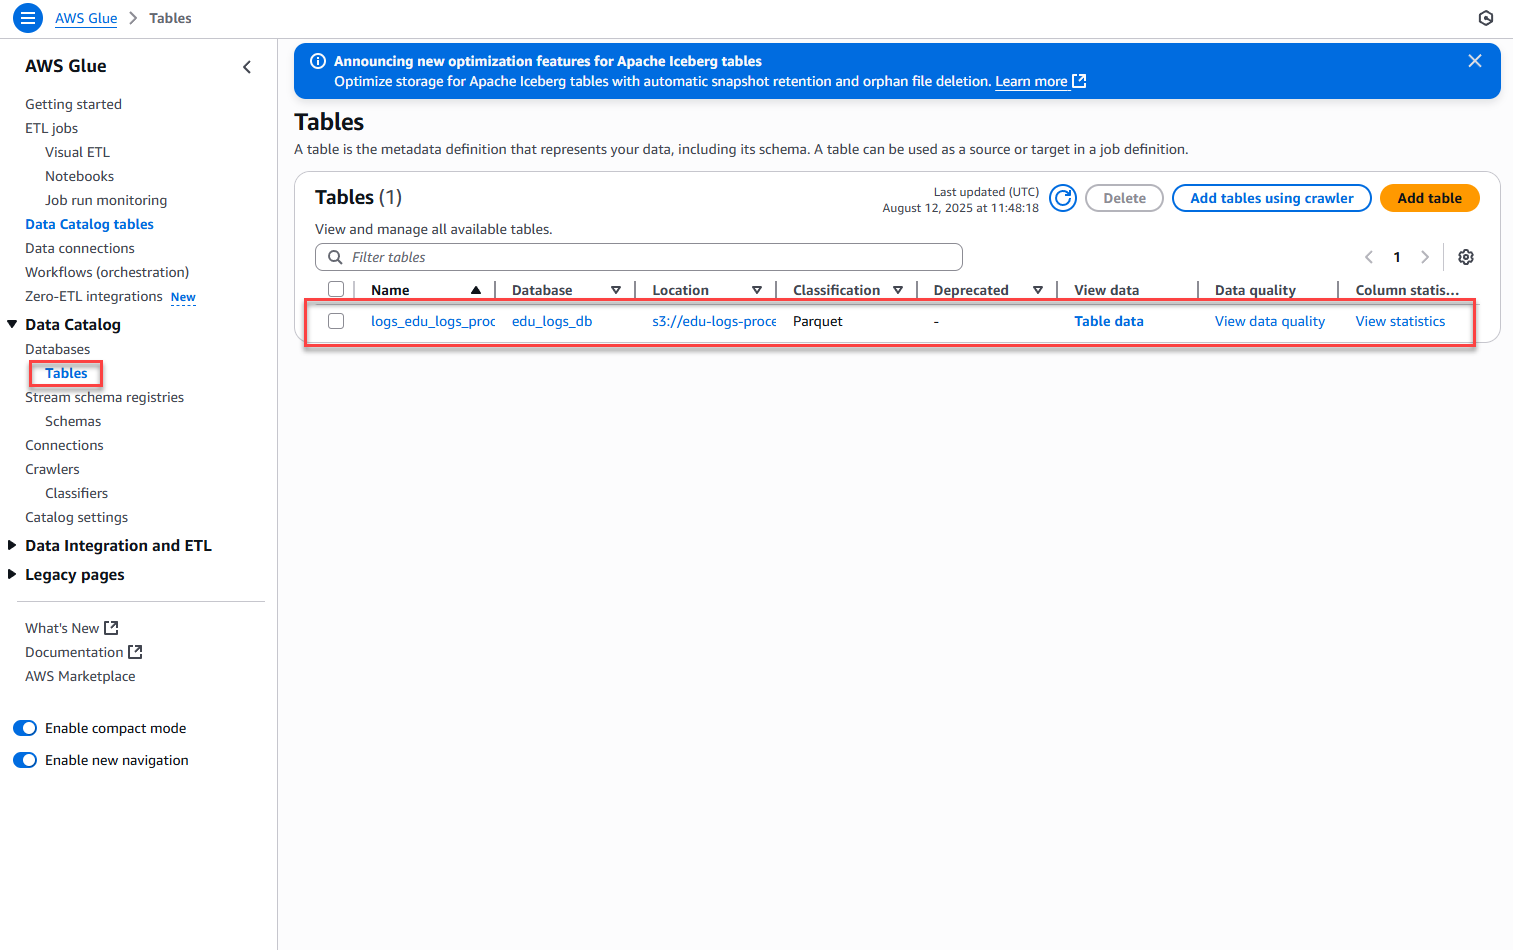 AWS Glue > Tables
AWS Glue
Getting started
ETL jobs
Visual ETL
Notebooks
Job run monitoring
Data Catalog tables
Data connections
Workflows (orchestration)
Zero-ETL integrations New
Data Catalog
Databases
Tables
Stream schema registries
Schemas
Connections
Crawlers
Classifiers
Catalog settings
Data Integration and ETL
Legacy pages
What's New
Documentation
AWS Marketplace
Enable compact mode
Enable new navigation
Announcing new optimization features for Apache Iceberg tables
Optimize storage for Apache Iceberg tables with automatic snapshot retention and orphan file deletion. Learn more
Tables
A table is the metadata definition that represents your data, including its schema. A table can be used as a source or target in a job definition.
Tables (1)
Last updated (UTC)
August 12, 2025 at 11:48:18
Delete
Add tables using crawler
Add table
View and manage all available tables.
Filter tables
1
Name Database Location Classification Deprecated View data Data quality Column statis...
logs_edu_logs_proc edu_logs_db s3://edu-logs-proce Parquet - Table data View data quality View statistics